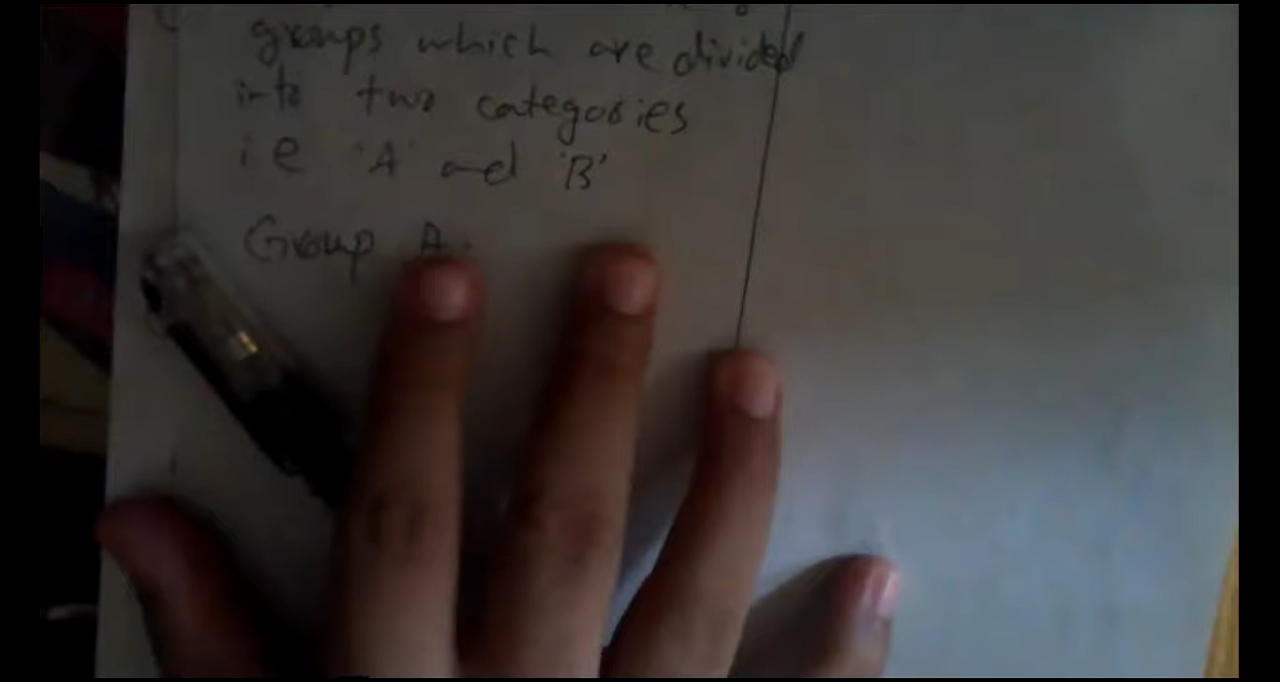 groups which are divided
into two categories
i.e 'A' and 'B'
Group A: